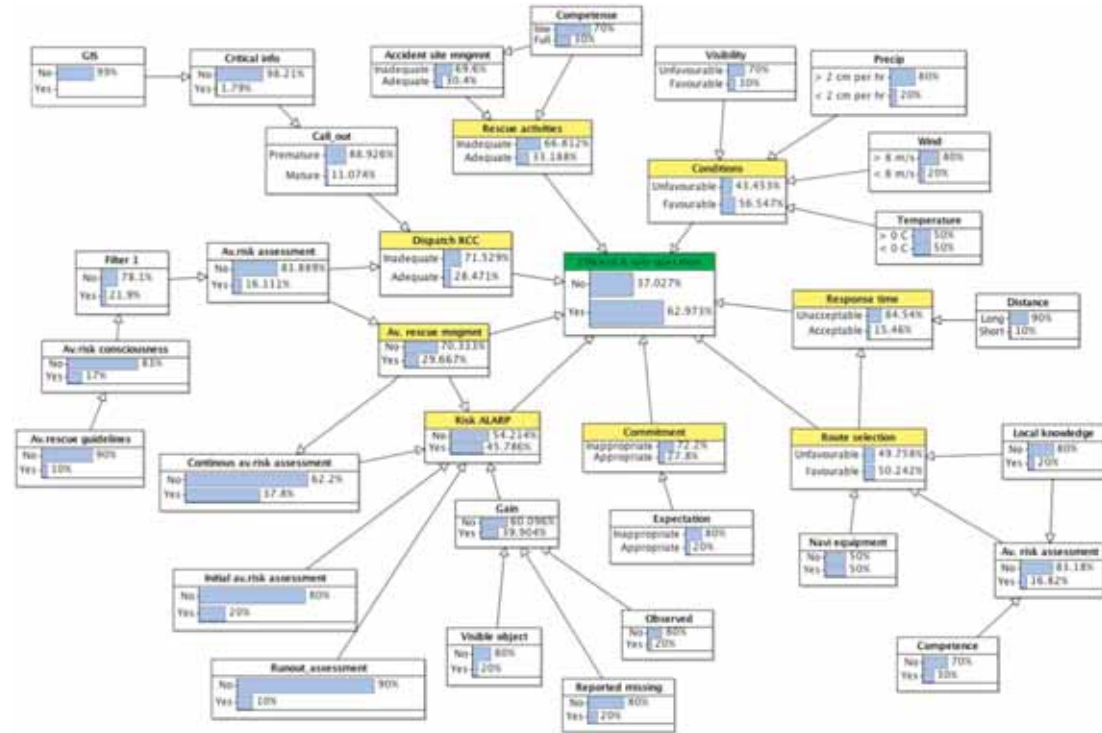 Competense
low 70%
Full 30%
GIS
No 99%
Yes
Critical info
No 98.21%
Yes 1.79%
Accident site mngmnt
Inadequate 69.6%
Adequate 30.4%
Visibility
Unfavourable 70%
Favourable 30%
Precip
> 2 cm per hr 80%
< 2 cm per hr 20%
Call_out
Premature 88.926%
Mature 11.074%
Rescue activities
Inadequate 66.812%
Adequate 33.188%
Wind
> 8 m/s 80%
< 8 m/s 20%
Conditions
Unfavourable 43.453%
Favourable 56.547%
Temperature
> 0 C 50%
< 0 C 50%
Filter 1
No 78.1%
Yes 21.9%
Av.risk assessment
No 83.889%
Yes 16.111%
Dispatch RCC
Inadequate 71.529%
Adequate 28.471%
No 37.027%
Yes 62.973%
Response time
Unacceptable 84.54%
Acceptable 15.46%
Distance
Long 90%
Short 10%
Av.risk consciousness
No 83%
Yes 17%
Av. rescue mngmnt
No 70.333%
Yes 29.667%
Av.rescue guidelines
No 90%
Yes 10%
Risk ALARP
No 54.214%
Yes 45.786%
Commitment
Inappropriate 72.2%
Appropriate 27.8%
Route selection
Unfavourable 49.758%
Favourable 50.242%
Local knowledge
No 80%
Yes 20%
Continous av.risk assessment
No 62.2%
Yes 37.8%
Gain
No 60.096%
Yes 39.904%
Expectation
Inappropriate 80%
Appropriate 20%
Navi equipment
No 50%
Yes 50%
Av. risk assessment
No 83.18%
Yes 16.82%
Initial av.risk assessment
No 80%
Yes 20%
Visible object
No 80%
Yes 20%
Observed
No 80%
Yes 20%
Competence
No 70%
Yes 30%
Runout_assessment
No 90%
Yes 10%
Reported missing
No 80%
Yes 20%